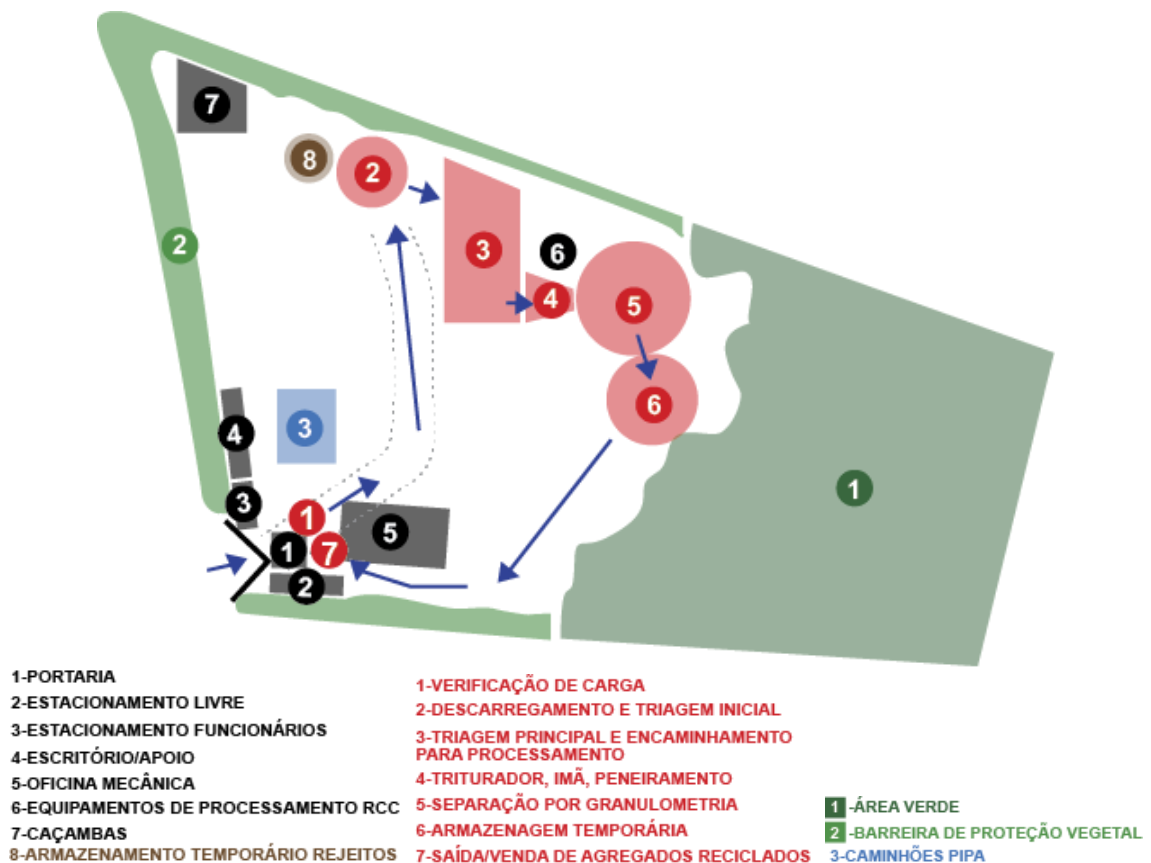 7
8
2
3
6
4
5
2
6
4
3
3
1
1
5
1
7
2
1-PORTARIA
2-ESTACIONAMENTO LIVRE
3-ESTACIONAMENTO FUNCIONÁRIOS
4-ESCRITÓRIO/APOIO
5-OFICINA MECÂNICA
6-EQUIPAMENTOS DE PROCESSAMENTO RCC
7-CAÇAMBAS
8-ARMAZENAMENTO TEMPORÁRIO REJEITOS
1-VERIFICAÇÃO DE CARGA
2-DESCARREGAMENTO E TRIAGEM INICIAL
3-TRIAGEM PRINCIPAL E ENCAMINHAMENTO
PARA PROCESSAMENTO
4-TRITURADOR, IMÃ, PENEIRAMENTO
5-SEPARAÇÃO POR GRANULOMETRIA
6-ARMAZENAGEM TEMPORÁRIA
7-SAÍDA/VENDA DE AGREGADOS RECICLADOS
1 -ÁREA VERDE
2 -BARREIRA DE PROTEÇÃO VEGETAL
3-CAMINHÕES PIPA